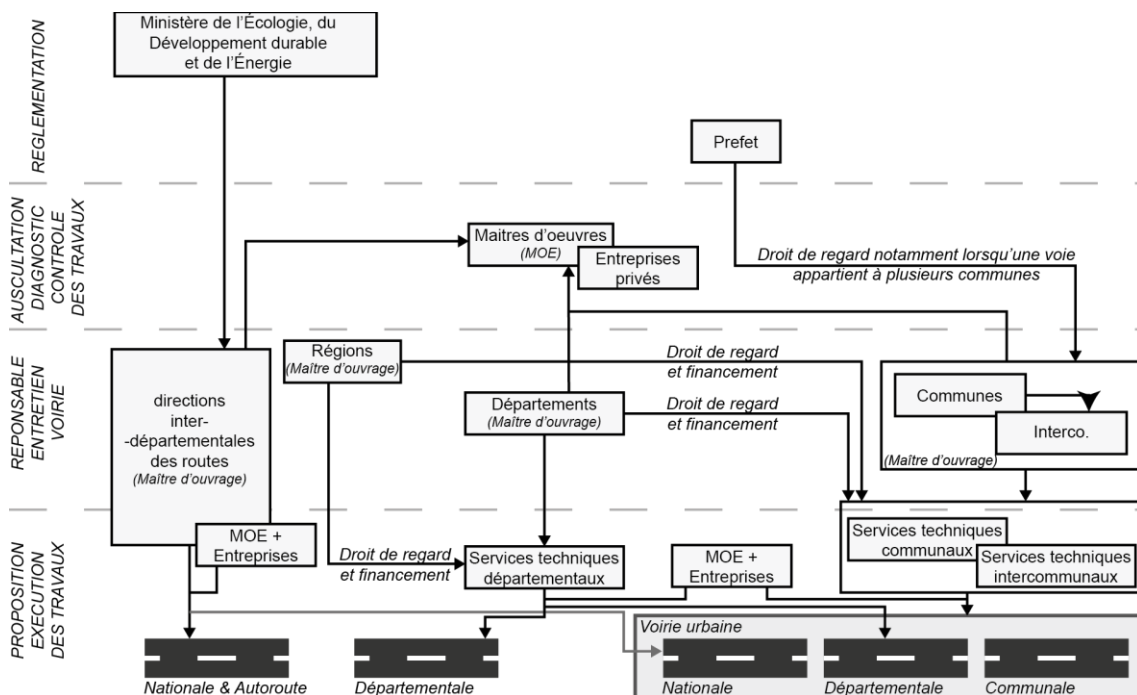 REGLEMENTATION
Ministère de l'Écologie, du
Développement durable
et de l'Énergie
Prefet
AUSCULTATION
DIAGNOSTIC
CONTROLE
DES TRAVAUX
Maitres d'oeuvres
(MOE)
Entreprises
privés
Droit de regard notamment lorsqu'une voie
appartient à plusieurs communes
REPONSABLE
ENTRETIEN
VOIRIE
directions
inter-
-départementales
des routes
(Maître d'ouvrage)
Régions
(Maître d'ouvrage)
Droit de regard
et financement
Départements
(Maître d'ouvrage)
Droit de regard
et financement
Communes
Interco.
(Maître d'ouvrage)
PROPOSITION
EXECUTION
DES TRAVAUX
MOE +
Entreprises
Droit de regard
et financement
Services techniques
départementaux
MOE +
Entreprises
Services techniques
communaux
Services techniques
intercommunaux
Voirie urbaine
Nationale & Autoroute
Départementale
Nationale
Départementale
Communale